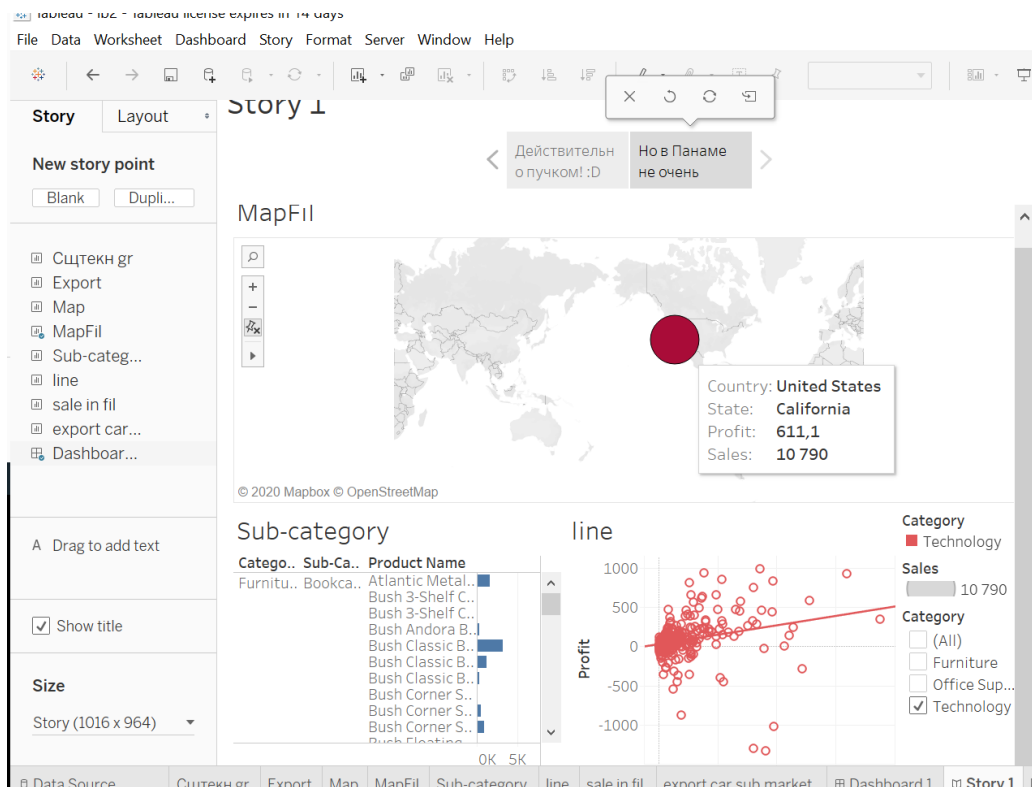 Tableau - lb2 - Tableau license expires in 14 days
File Data Worksheet Dashboard Story Format Server Window Help
Story Layout
Story 1
New story point
Blank Dupli...
Действительн
о пучком! :D
Но в Панаме
не очень
MapFil
Сщтекн gr
Export
Map
MapFil
Sub-categ...
line
sale in fil
export car...
Dashboar...
Country: United States
State: California
Profit: 611,1
Sales: 10 790
© 2020 Mapbox © OpenStreetMap
A Drag to add text
Show title
Size
Story (1016 x 964)
Sub-category
Catego.. Sub-Ca.. Product Name
Furnitu.. Bookca.. Atlantic Metal..
Bush 3-Shelf C..
Bush 3-Shelf C..
Bush Andora B..
Bush Classic B..
Bush Classic B..
Bush Classic B..
Bush Corner S..
Bush Corner S..
Bush Corner S..
Bush Floating
0K 5K
line
1000
500
0
-500
-1000
Profit
Category
Technology
Sales
10 790
Category
(All)
Furniture
Office Sup...
Technology
Data Source Сщтекн gr Export Map MapFil Sub-category line sale in fil export car sub market Dashboard 1 Story 1